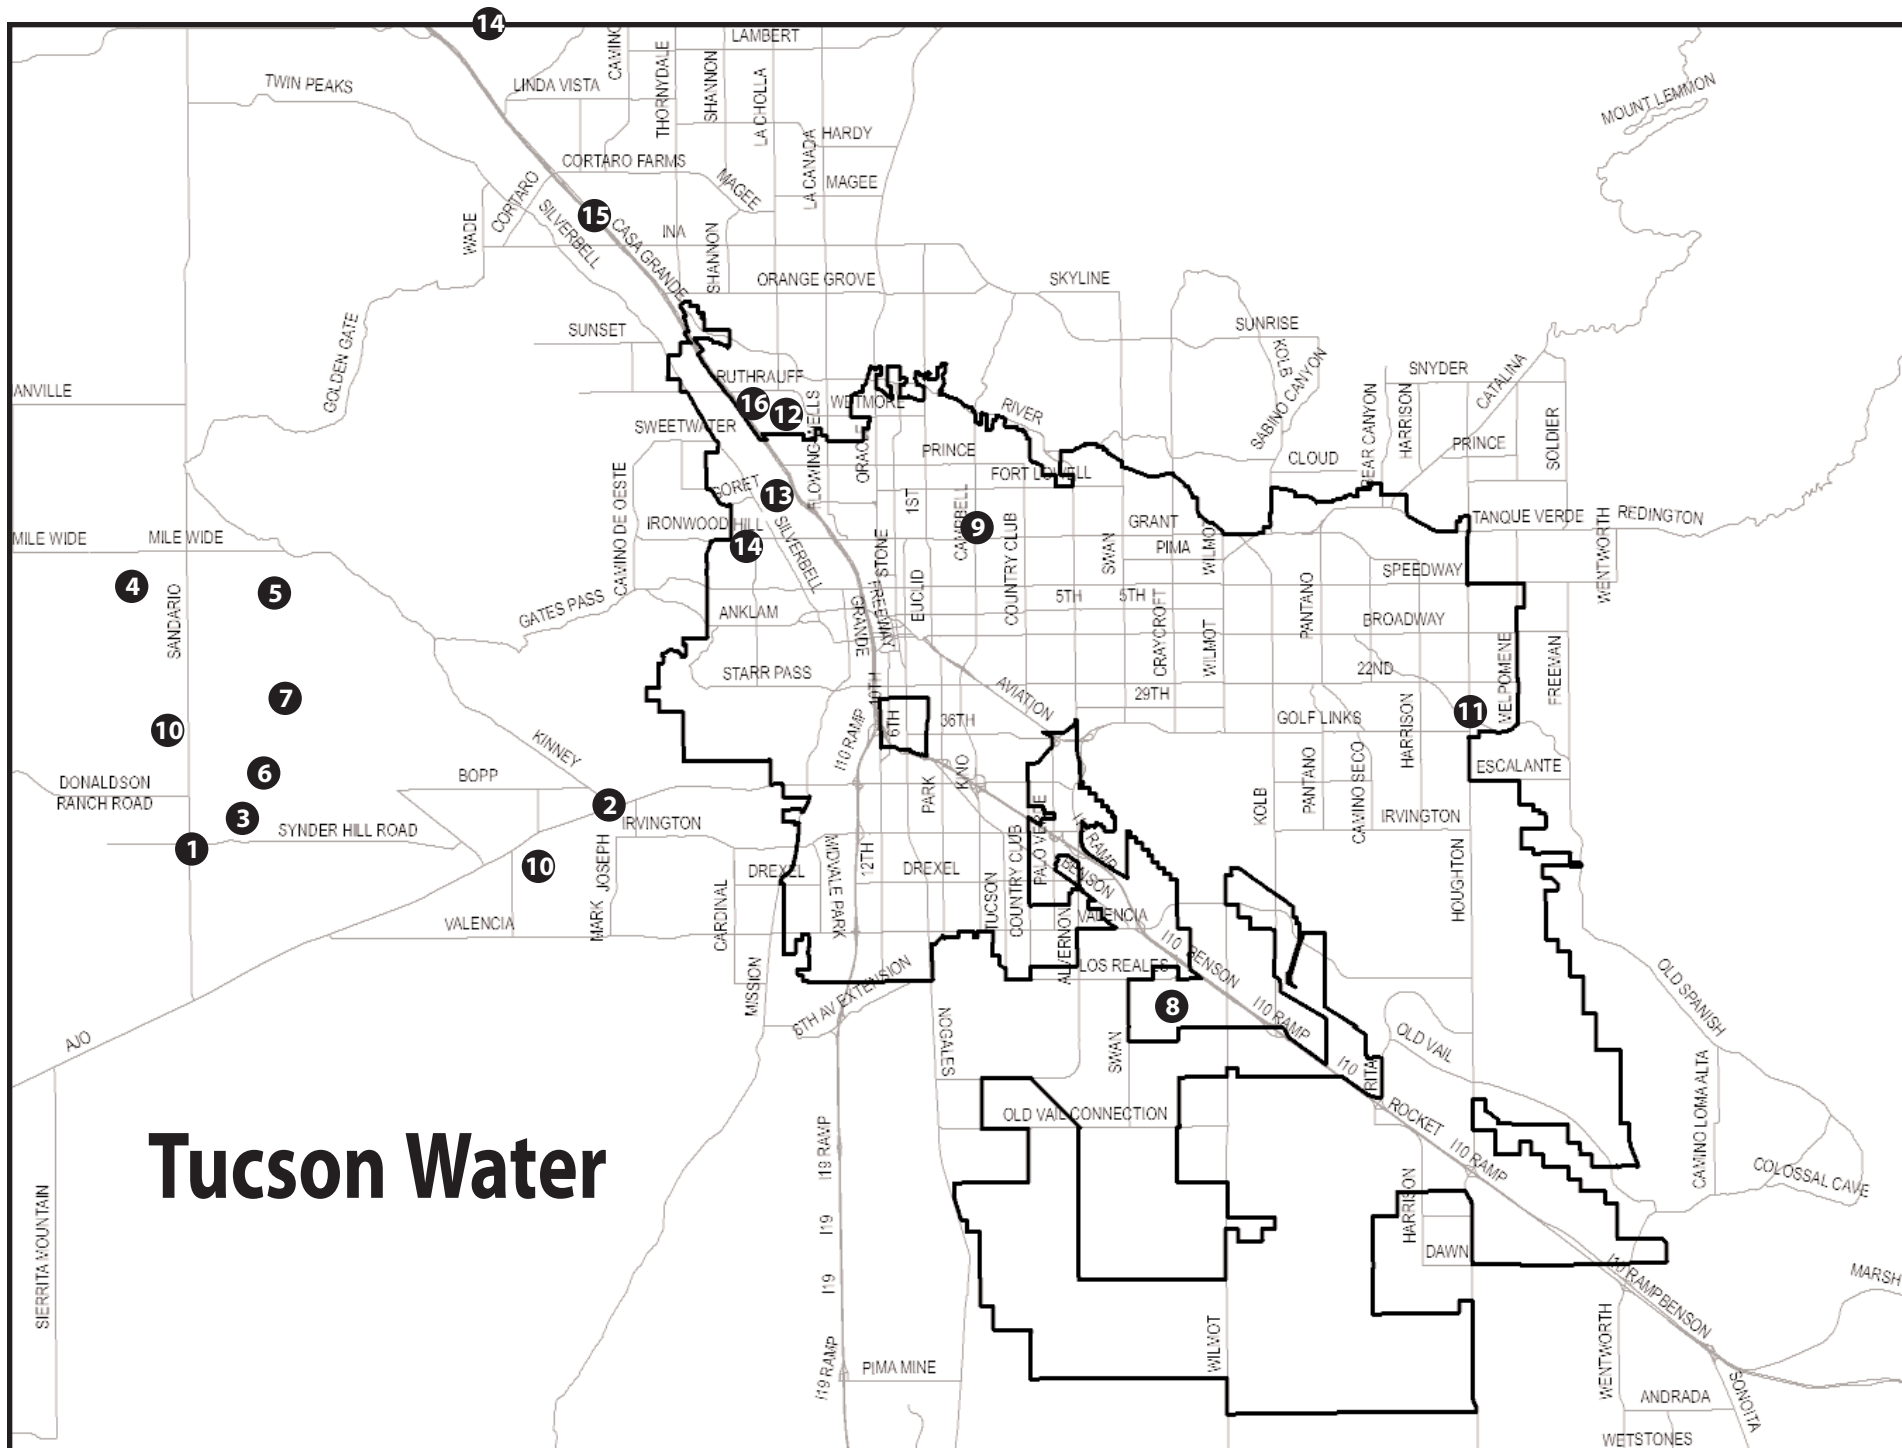 14
LAMBERT
CAMINO
THORNYDALE
SHANNON
LA CHOLLA
TWIN PEAKS
LINDA VISTA
MOUNT LEMMON
HARDY
LA CANADA
CORTARO FARMS
MAGEE
MAGEE
CORTARO
WADE
SILVERBELL
15
CASA GRANDE
INA
SHANNON
ORANGE GROVE
SKYLINE
GOLDEN GATE
SUNSET
SUNRISE
KOLB
SABINO CANYON
SNYDER
CATALINA
ANVILLE
RUTHRAUFF
16
12
WETMORE
FLOWING WELLS
ORACLE
RIVER
BEAR CANYON
HARRISON
SOLDIER
SWEETWATER
PRINCE
PRINCE
CLOUD
FORT LOWELL
CAMINO DE OESTE
GORET
13
1ST
CAMPBELL
9
COUNTRY CLUB
GRANT
TANQUE VERDE
REDINGTON
WENTWORTH
MILE WIDE
MILE WIDE
IRONWOOD HILL
14
SILVERBELL
STONE
SWAN
PIMA
WILMOT
SPEEDWAY
4
5
SANDARIO
GATES PASS
ANKLAM
GRANDE
FREEWAY
EUCLID
5TH
5TH
CRAYCROFT
WILMOT
PANTANO
BROADWAY
MELPOMENE
FREEMAN
STARR PASS
22ND
7
10TH
29TH
AVIATION
10
I10 RAMP
6TH
36TH
GOLF LINKS
HARRISON
11
KINNEY
6
BOPP
DONALDSON
RANCH ROAD
PARK
KINO
PANTANO
CAMINO SECO
ESCALANTE
2
3
SYNDER HILL ROAD
IRVINGTON
PALO VERDE
KOLB
IRVINGTON
1
10
MARK JOSEPH
DREXEL
MIDVALE PARK
12TH
DREXEL
COUNTRY CLUB
I10 RAMP
BENSON
HOUGHTON
VALENCIA
CARDINAL
TUCSON
ALVERNON
VALENCIA
MISSION
LOS REALES
I10 BENSON
OLD SPANISH
6TH AV EXTENSION
8
I10 RAMP
AJO
NOGALES
SWAN
I10
RITA
OLD VAIL
CAMINO LOMA ALTA
OLD VAIL CONNECTION
ROCKET
I10 RAMP
Tucson Water
I19 RAMP
COLOSSAL CAVE
SIERRITA MOUNTAIN
I19
HARRISON
DAWN
I19
I10 RAMP
BENSON
MARSH
WILMOT
I19 RAMP
PIMA MINE
WENTWORTH
ANDRADA
SONOITA
WETSTONES